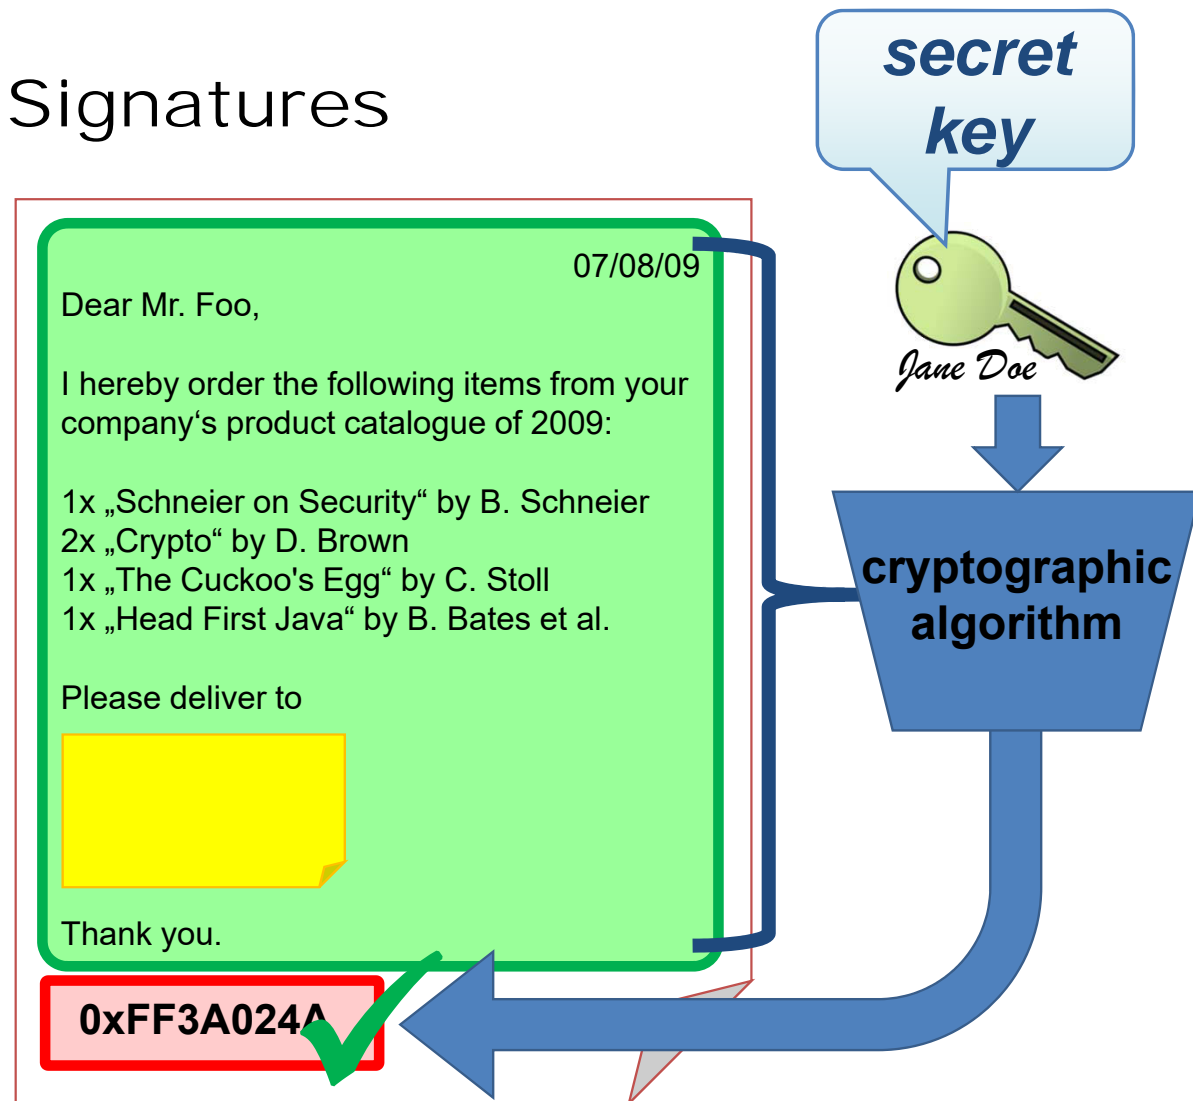 Signatures
secret
key
07/08/09
Dear Mr. Foo,
I hereby order the following items from your
company‘s product catalogue of 2009:
1x „Schneier on Security“ by B. Schneier
2x „Crypto“ by D. Brown
1x „The Cuckoo's Egg“ by C. Stoll
1x „Head First Java“ by B. Bates et al.
Please deliver to
Thank you.
0xFF3A024A
Jane Doe
cryptographic
algorithm